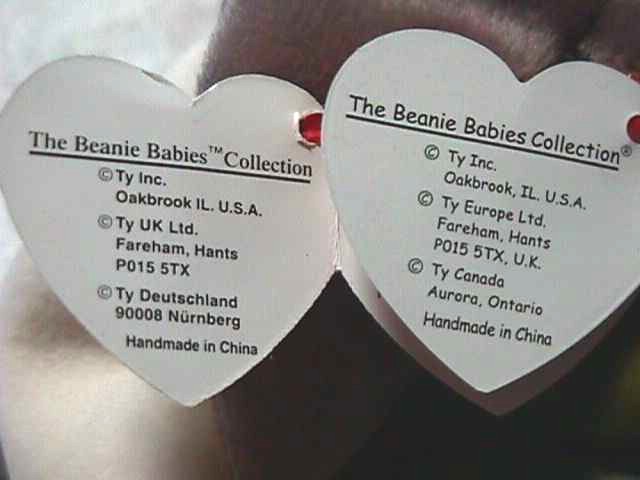 The Beanie Babies™Collection
©Ty Inc.
Oakbrook IL. U.S.A.
©Ty UK Ltd.
Fareham, Hants
P015 5TX
©Ty Deutschland
90008 Nürnberg
Handmade in China
The Beanie Babies Collection®
© Ty Inc.
Oakbrook, IL. U.S.A.
© Ty Europe Ltd.
Fareham, Hants
P015 5TX, U.K.
© Ty Canada
Aurora, Ontario
Handmade in China